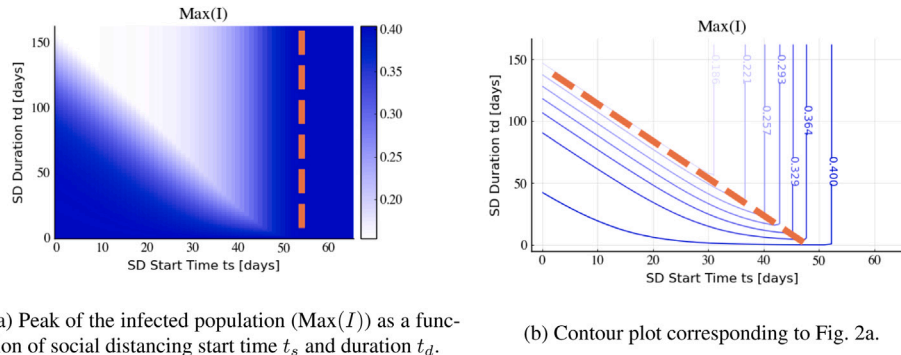 Max(I)
150
100
50
0
SD Duration td [days]
0 10 20 30 40 50 60
SD Start Time ts [days]
0.40
0.35
0.30
0.25
0.20
a) Peak of the infected population (Max(I)) as a func-
ion of social distancing start time ts and duration td.
Max(I)
150
100
50
0
SD Duration td [days]
0.186
0.221
0.257
0.293
0.329
0.364
0.400
0 10 20 30 40 50 60
SD Start Time ts [days]
(b) Contour plot corresponding to Fig. 2a.